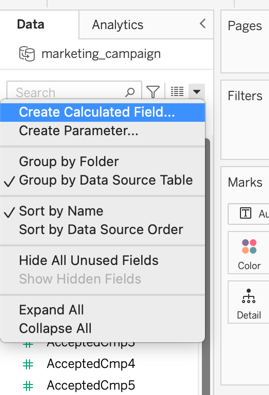 Data
Analytics
Pages
marketing_campaign
Search
Filters
Create Calculated Field...
Create Parameter...
Group by Folder
✓ Group by Data Source Table
✓ Sort by Name
Sort by Data Source Order
Hide All Unused Fields
Show Hidden Fields
Expand All
Collapse All
Marks
Au
Color
Detail
AcceptedCmp3
AcceptedCmp4
AcceptedCmp5